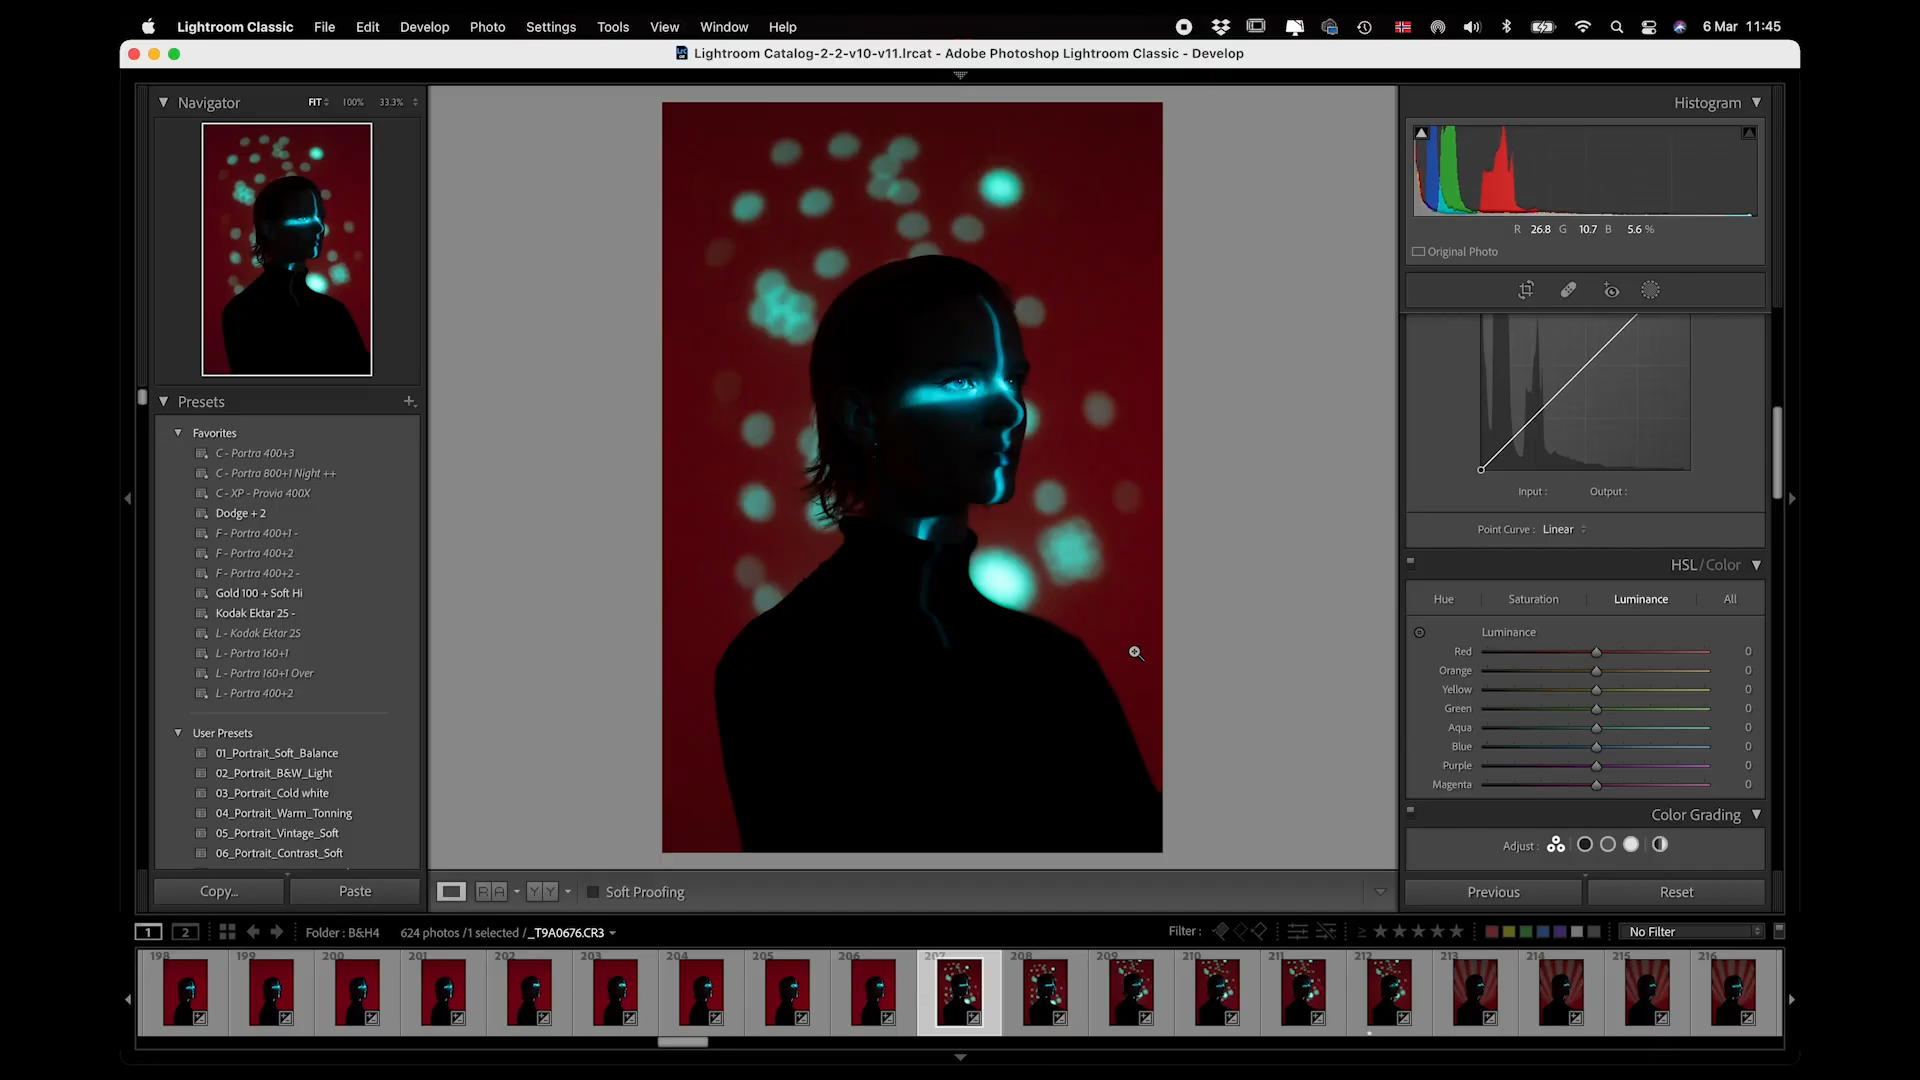 Lightroom Classic File Edit Develop Photo Settings Tools View Window Help 6 Mar 11:45
Lightroom Catalog-2-2-v10-v11.lrcat - Adobe Photoshop Lightroom Classic - Develop
Navigator FIT 100% 33.3%
Presets
Favorites
C - Portra 400+3
C - Portra 800+1 Night ++
C - XP - Provia 400X
Dodge + 2
F - Portra 400+1 -
F - Portra 400+2
F - Portra 400+2 -
Gold 100 + Soft Hi
Kodak Ektar 25 -
L - Kodak Ektar 25
L - Portra 160+1
L - Portra 160+1 Over
L - Portra 400+2
User Presets
01_Portrait_Soft_Balance
02_Portrait_B&W_Light
03_Portrait_Cold white
04_Portrait_Warm_Tonning
05_Portrait_Vintage_Soft
06_Portrait_Contrast_Soft
Copy... Paste
R A Y Y Soft Proofing
Histogram
R 26.8 G 10.7 B 5.6 %
Original Photo
Input : Output :
Point Curve : Linear
HSL / Color
Hue Saturation Luminance All
Luminance
Red 0
Orange 0
Yellow 0
Green 0
Aqua 0
Blue 0
Purple 0
Magenta 0
Color Grading
Adjust :
Previous Reset
1 2 Folder : B&H4 624 photos /1 selected /_T9A0676.CR3 Filter : ≥ No Filter
198 199 200 201 202 203 204 205 206 207 208 209 210 211 212 213 214 215 216